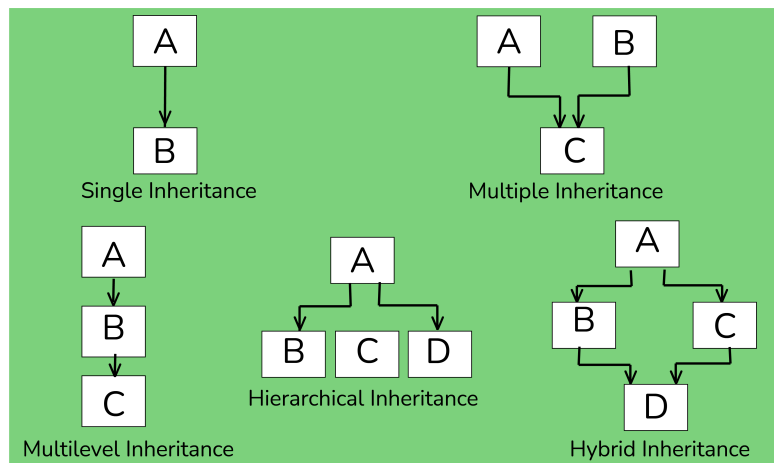 A
B
Single Inheritance
A B
C
Multiple Inheritance
A
B
C
Multilevel Inheritance
A
B C D
Hierarchical Inheritance
A
B C
D
Hybrid Inheritance